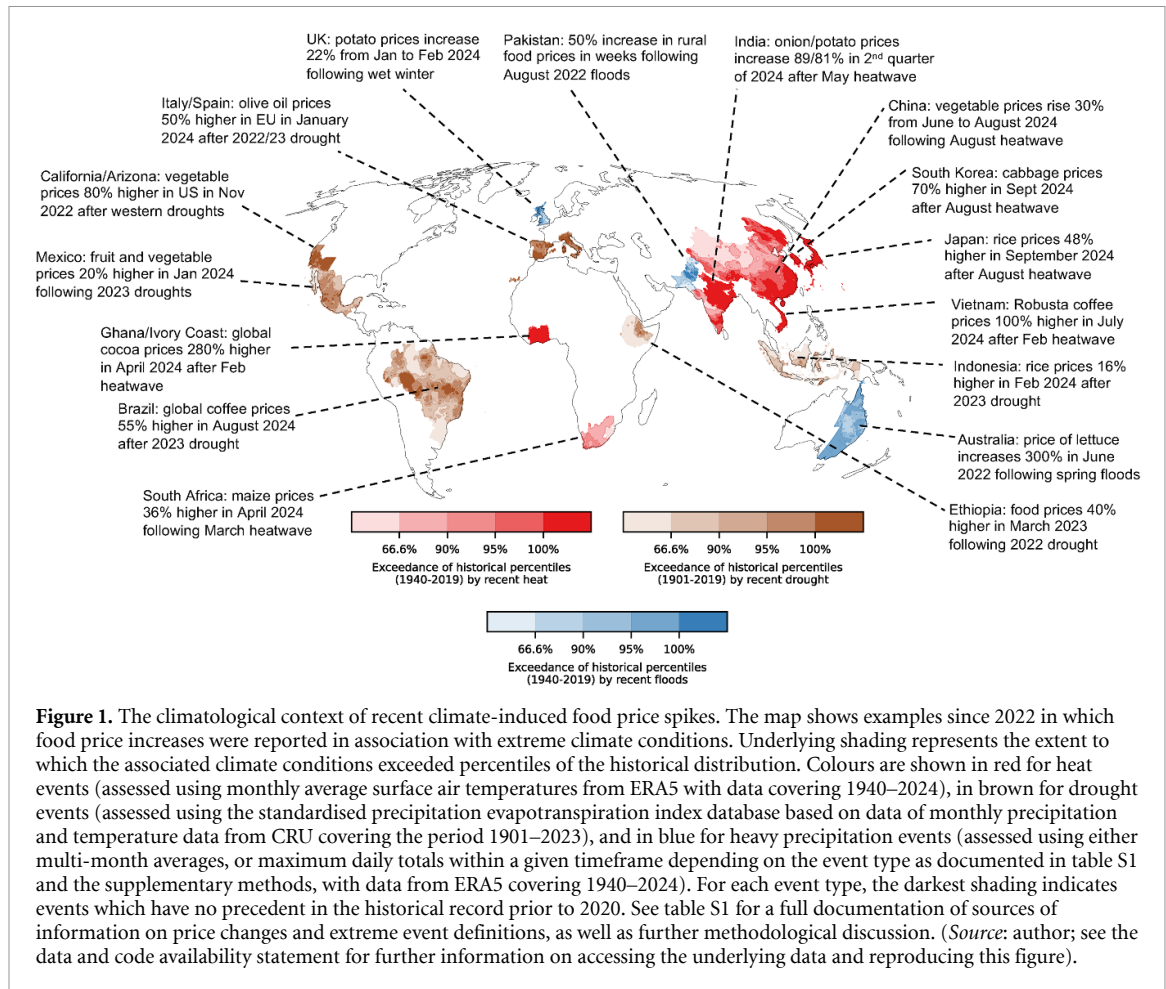 UK: potato prices increase
22% from Jan to Feb 2024
following wet winter
Pakistan: 50% increase in rural
food prices in weeks following
August 2022 floods
India: onion/potato prices
increase 89/81% in 2nd quarter
of 2024 after May heatwave
Italy/Spain: olive oil prices
50% higher in EU in January
2024 after 2022/23 drought
China: vegetable prices rise 30%
from June to August 2024
following August heatwave
California/Arizona: vegetable
prices 80% higher in US in Nov
2022 after western droughts
South Korea: cabbage prices
70% higher in Sept 2024
after August heatwave
Mexico: fruit and vegetable
prices 20% higher in Jan 2024
following 2023 droughts
Japan: rice prices 48%
higher in September 2024
after August heatwave
Ghana/Ivory Coast: global
cocoa prices 280% higher
in April 2024 after Feb
heatwave
Vietnam: Robusta coffee
prices 100% higher in July
2024 after Feb heatwave
Indonesia: rice prices 16%
higher in Feb 2024 after
2023 drought
Brazil: global coffee prices
55% higher in August 2024
after 2023 drought
Australia: price of lettuce
increases 300% in June
2022 following spring floods
South Africa: maize prices
36% higher in April 2024
following March heatwave
Ethiopia: food prices 40%
higher in March 2023
following 2022 drought
66.6% 90% 95% 100%
Exceedance of historical percentiles
(1940-2019) by recent heat
66.6% 90% 95% 100%
Exceedance of historical percentiles
(1901-2019) by recent drought
66.6% 90% 95% 100%
Exceedance of historical percentiles
(1940-2019) by recent floods
Figure 1. The climatological context of recent climate-induced food price spikes. The map shows examples since 2022 in which
food price increases were reported in association with extreme climate conditions. Underlying shading represents the extent to
which the associated climate conditions exceeded percentiles of the historical distribution. Colours are shown in red for heat
events (assessed using monthly average surface air temperatures from ERA5 with data covering 1940–2024), in brown for drought
events (assessed using the standardised precipitation evapotranspiration index database based on data of monthly precipitation
and temperature data from CRU covering the period 1901–2023), and in blue for heavy precipitation events (assessed using either
multi-month averages, or maximum daily totals within a given timeframe depending on the event type as documented in table S1
and the supplementary methods, with data from ERA5 covering 1940–2024). For each event type, the darkest shading indicates
events which have no precedent in the historical record prior to 2020. See table S1 for a full documentation of sources of
information on price changes and extreme event definitions, as well as further methodological discussion. (Source: author; see the
data and code availability statement for further information on accessing the underlying data and reproducing this figure).